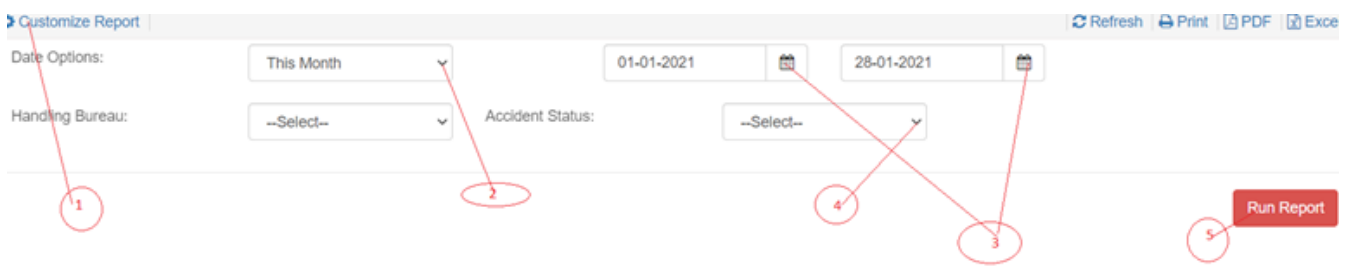 Customize Report Refresh Print PDF Exce
Date Options: This Month 01-01-2021 28-01-2021
Handling Bureau: --Select-- Accident Status: --Select--
1 2 4 3 5 Run Report